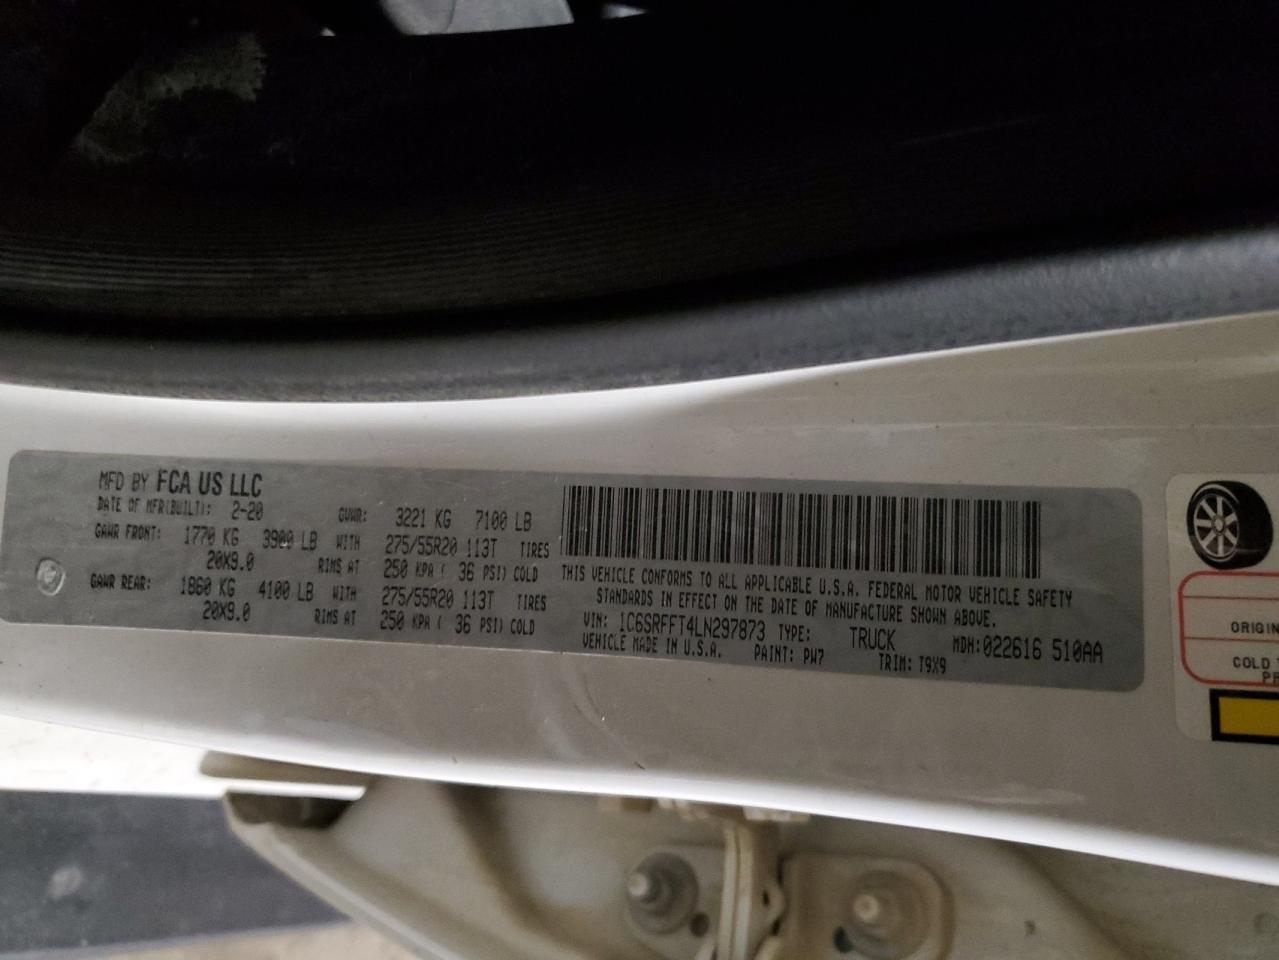 MFD BY FCA US LLC
DATE OF MFR(BUILT): 2-20 GVWR: 3221 KG 7100 LB
GAWR FRONT: 1770 KG 3900 LB WITH 275/55R20 113T TIRES
20X9.0 RIMS AT 250 KPA ( 36 PSI) COLD
GAWR REAR: 1860 KG 4100 LB WITH 275/55R20 113T TIRES
20X9.0 RIMS AT 250 KPA ( 36 PSI) COLD
THIS VEHICLE CONFORMS TO ALL APPLICABLE U.S.A. FEDERAL MOTOR VEHICLE SAFETY
STANDARDS IN EFFECT ON THE DATE OF MANUFACTURE SHOWN ABOVE.
VIN: 1C6SRFFT4LN297873 TYPE: TRUCK MDH: 022616 510AA
VEHICLE MADE IN U.S.A. PAINT: PW7 TRIM: T9X9
ORIGIN
COLD